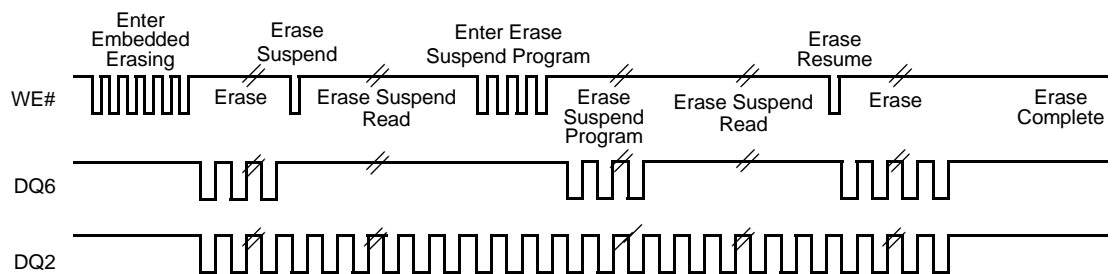 Enter
Embedded
Erasing
Erase
Suspend
Enter Erase
Suspend Program
Erase
Resume
WE#
Erase
Erase Suspend
Read
Erase
Suspend
Program
Erase Suspend
Read
Erase
Erase
Complete
DQ6
DQ2